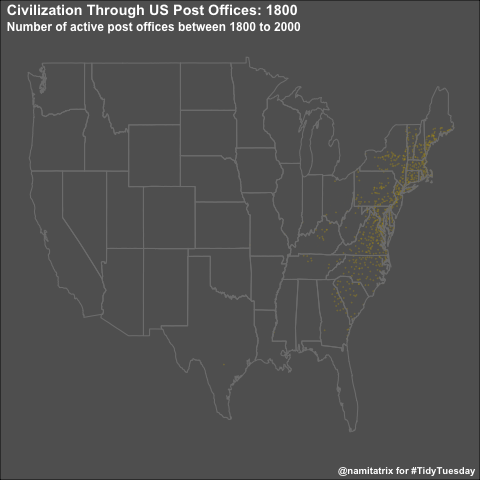 Civilization Through US Post Offices: 1800
Number of active post offices between 1800 to 2000
@namitatrix for #TidyTuesday